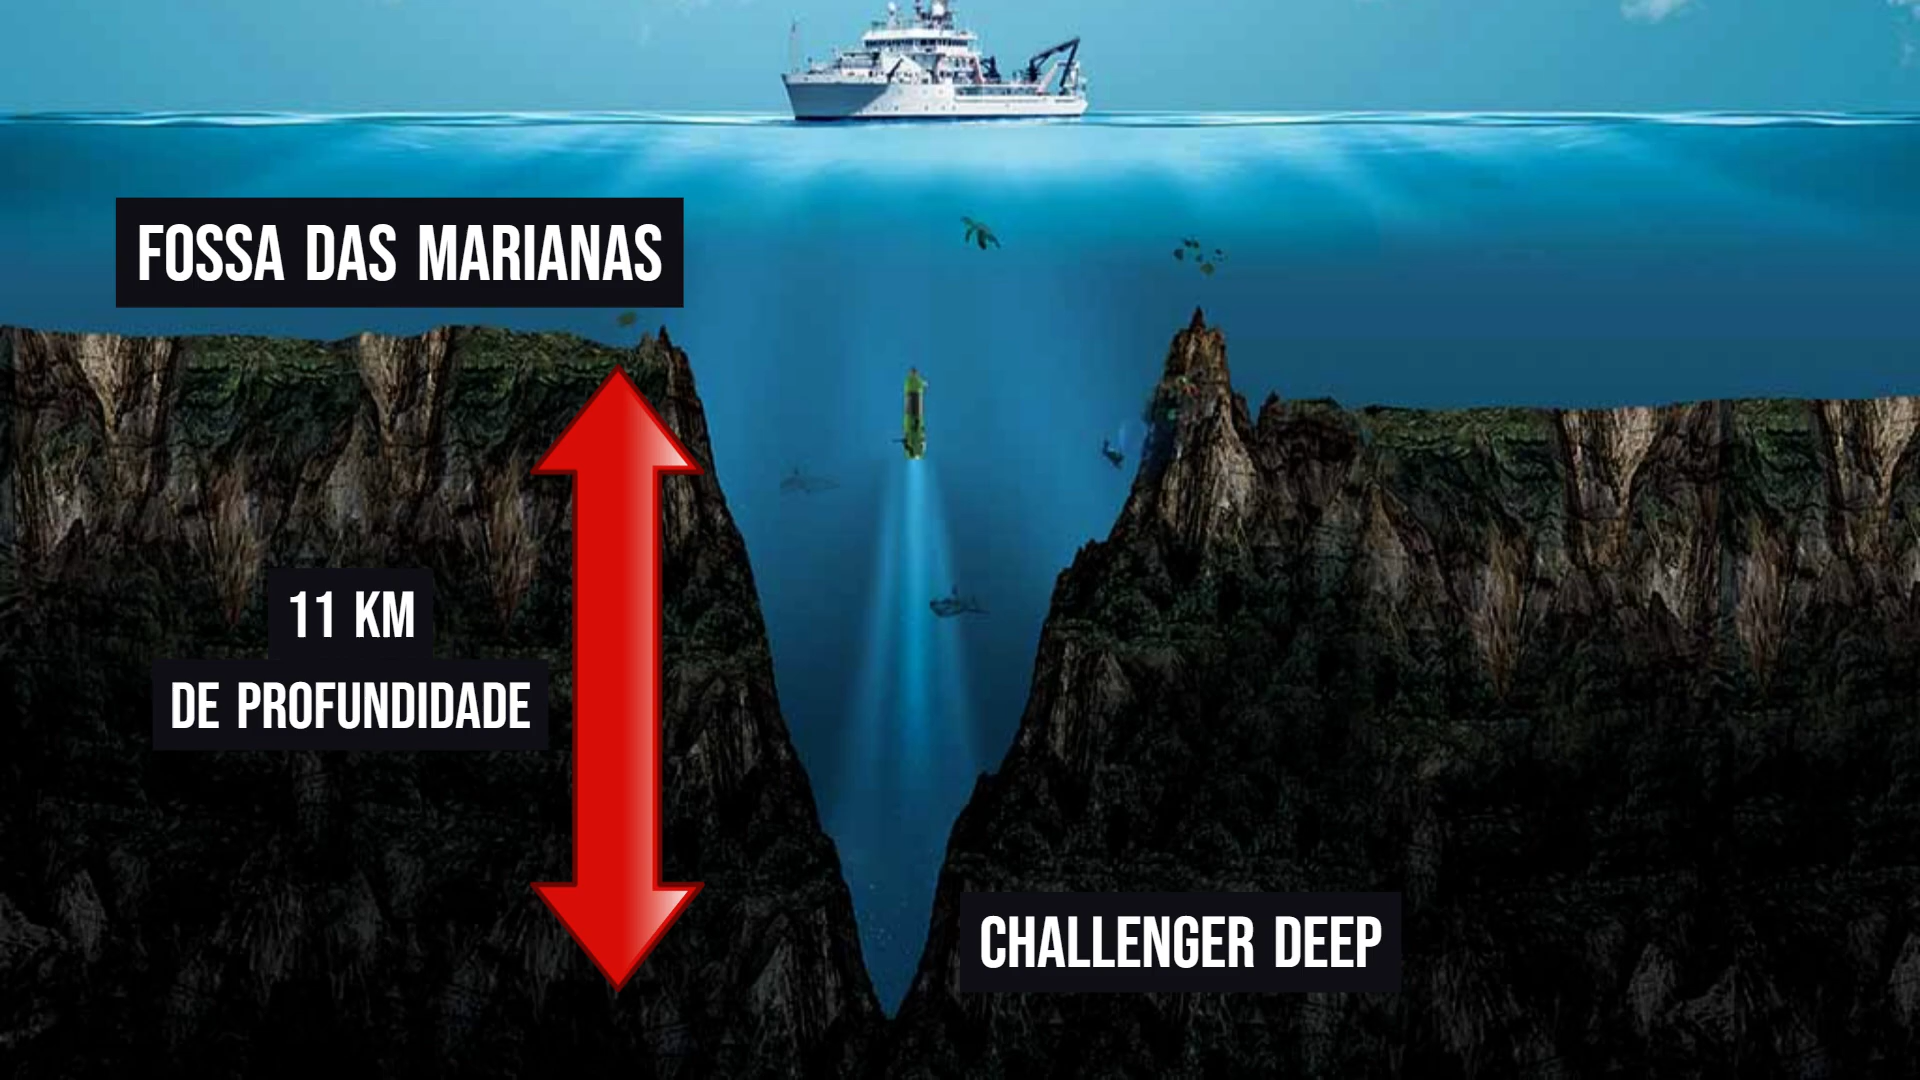 FOSSA DAS MARIANAS
11 KM
DE PROFUNDIDADE
CHALLENGER DEEP